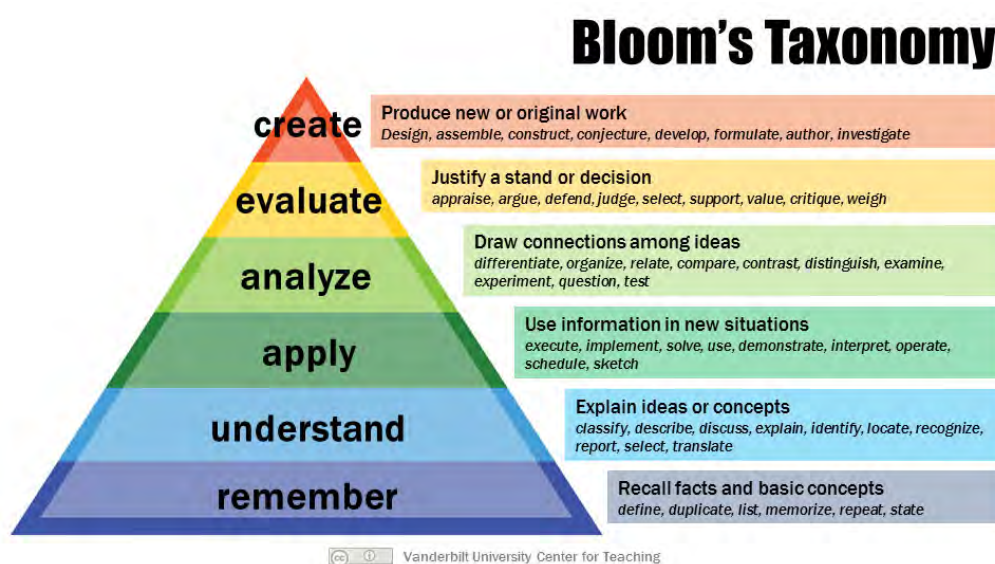 Bloom's Taxonomy
create
Produce new or original work
Design, assemble, construct, conjecture, develop, formulate, author, investigate
evaluate
Justify a stand or decision
appraise, argue, defend, judge, select, support, value, critique, weigh
analyze
Draw connections among ideas
differentiate, organize, relate, compare, contrast, distinguish, examine,
experiment, question, test
apply
Use information in new situations
execute, implement, solve, use, demonstrate, interpret, operate,
schedule, sketch
understand
Explain ideas or concepts
classify, describe, discuss, explain, identify, locate, recognize,
report, select, translate
remember
Recall facts and basic concepts
define, duplicate, list, memorize, repeat, state
cc Vanderbilt University Center for Teaching